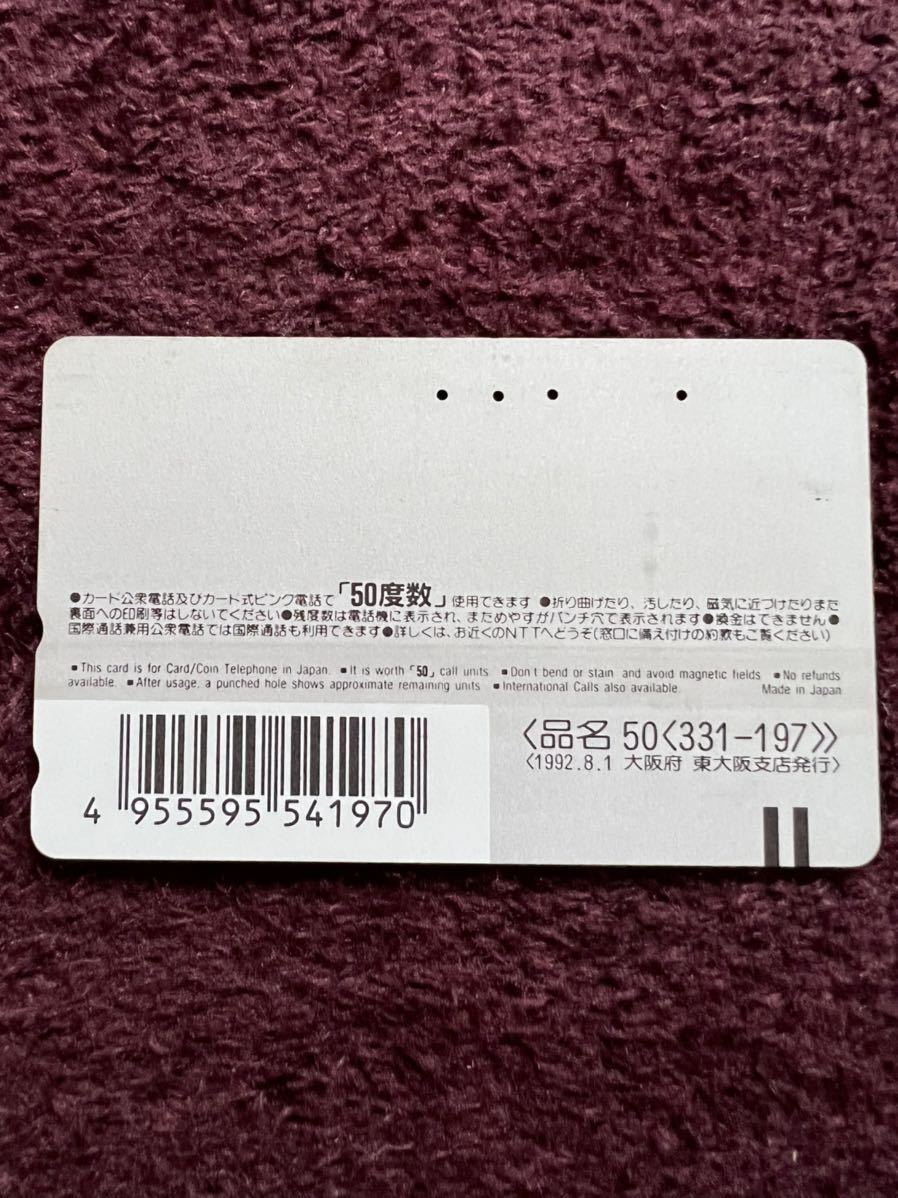 ●カード公衆電話及びカード式ピンク電話で「50度数」使用できます ●折り曲げたり、汚したり、磁気に近づけたりまた
裏面への印刷等はしないでください●残度数は電話機に表示され、まためやすがパンチ穴で表示されます●換金はできません●
国際通話兼用公衆電話では国際通話も利用できます●詳しくは、お近くのNTTへどうぞ(窓口に備え付けの約款もご覧ください)
■This card is for Card/Coin Telephone in Japan. ■It is worth「50」call units ■Don't bend or stain and avoid magnetic fields ■No refunds
available. ■After usage, a punched hole shows approximate remaining units ■International Calls also available. Made in Japan
〈品名 50〈331-197〉〉
〈1992.8.1 大阪府 東大阪支店発行〉
4 955595 541970